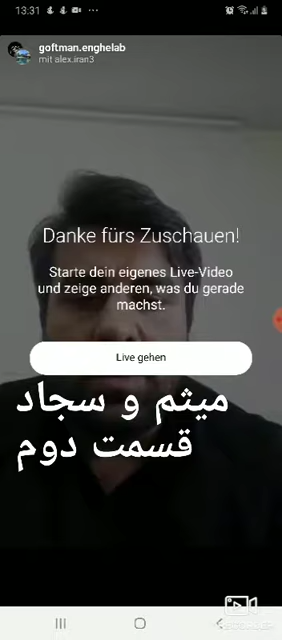 13:31
goftman.enghelab
mit alex.iran3
Danke fürs Zuschauen!
Starte dein eigenes Live-Video
und zeige anderen, was du gerade
machst.
Live gehen
میثم و سجاد
قسمت دوم